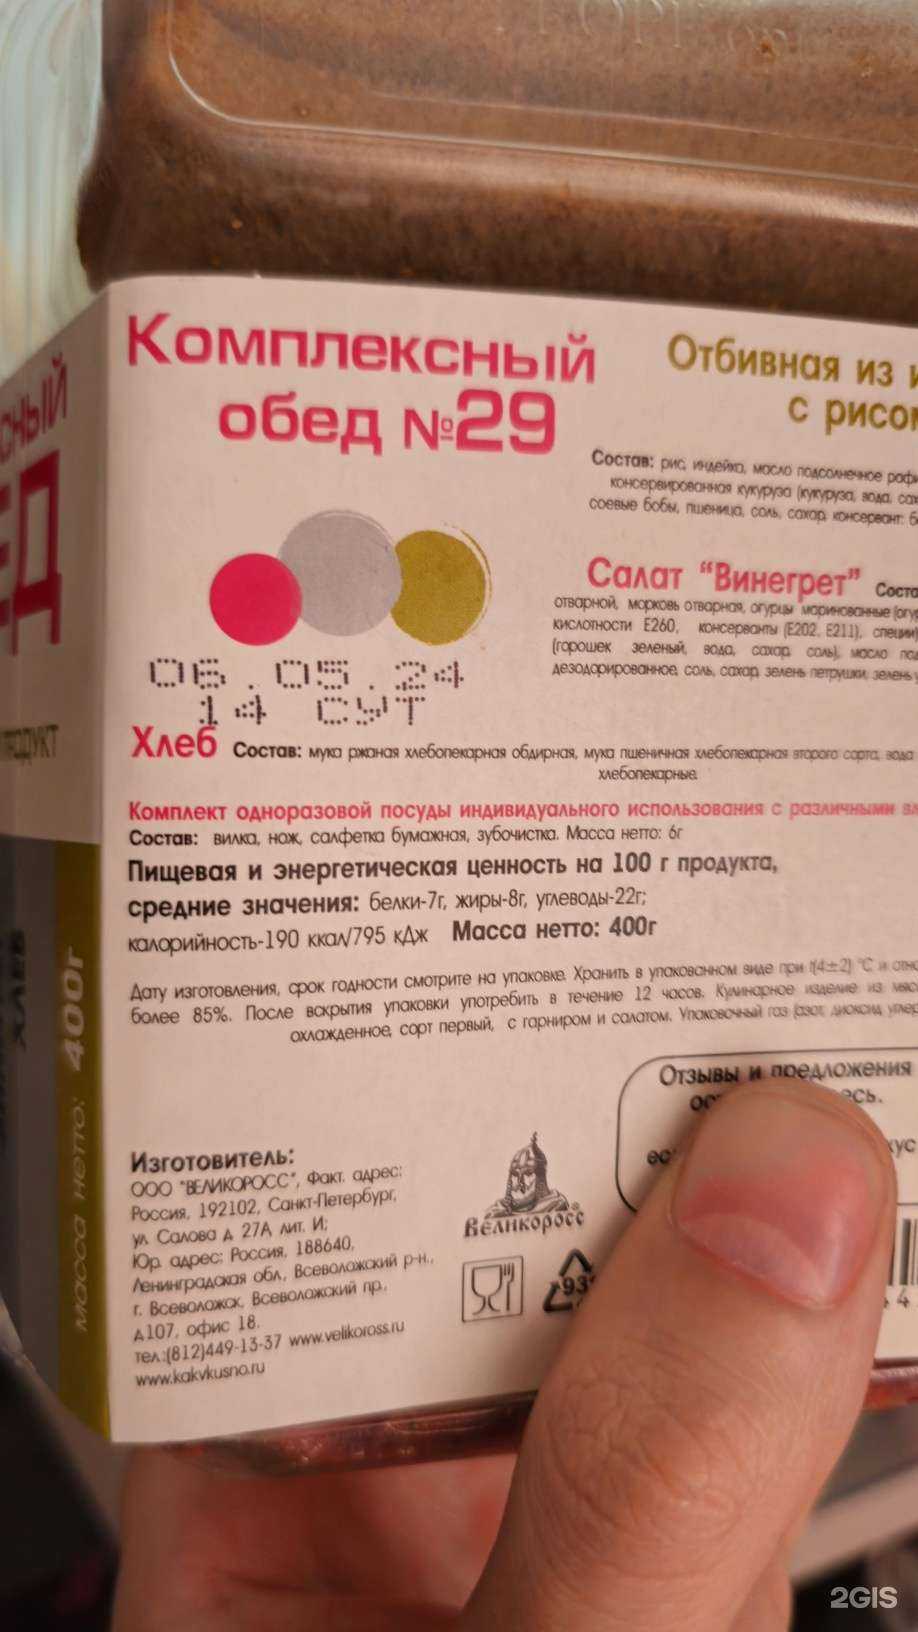 Комплексный
обед №29
Отбивная из
с рисом
Состав: рис, индейка, масло подсолнечное
консервированная кукуруза (кукуруза, вода,
соевые бобы, пшеница, соль, сахар, консервант:
Салат "Винегрет"
отварной, морковь отварная, огурцы маринованные
кислотности Е260, консерванты (Е202, Е211), специи)
(горошек зеленый, вода, сахар, соль), масло
дезодорированное, соль, сахар, зелень петрушки, зелень
06.05.24
14 СУТ
Хлеб Состав: мука ржаная хлебопекарная обдирная, мука пшеничная хлебопекарная второго сорта, вода
хлебопекарные.
Комплект одноразовой посуды индивидуального использования с различными
Состав: вилка, нож, салфетка бумажная, зубочистка. Масса нетто: 6г
Пищевая и энергетическая ценность на 100 г продукта,
средние значения: белки-7г, жиры-8г, углеводы-22г;
калорийность-190 ккал/795 кДж Масса нетто: 400г
Дату изготовления, срок годности смотрите на упаковке. Хранить в упакованном виде при t(4±2) °С и
более 85%. После вскрытия упаковки употребить в течение 12 часов. Кулинарное изделие из
охлажденное, сорт первый, с гарниром и салатом. Упаковочный газ (азот, диоксид
Отзывы и предложения
Изготовитель:
ООО "ВЕЛИКОРОСС", Факт. адрес:
Россия, 192102, Санкт-Петербург,
ул. Салова д. 27А лит. И;
Юр. адрес: Россия, 188640,
Ленинградская обл., Всеволожский р-н.,
г. Всеволожск, Всеволожский пр.,
д.107, офис 18.
тел.:(812)449-13-37 www.velikoross.ru
www.kakvkusno.ru
Великоросс
93
ПРОДУКТ
ХЛЕБ
масса нетто: 400г
2GIS